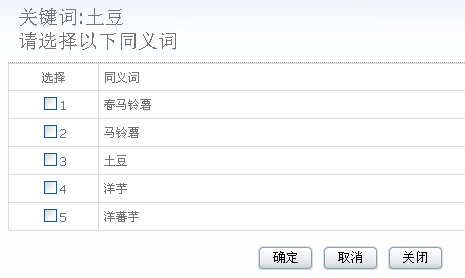 关键词:土豆
请选择以下同义词
选择 同义词
1 春马铃薯
2 马铃薯
3 土豆
4 洋芋
5 洋蕃芋
确定 取消 关闭